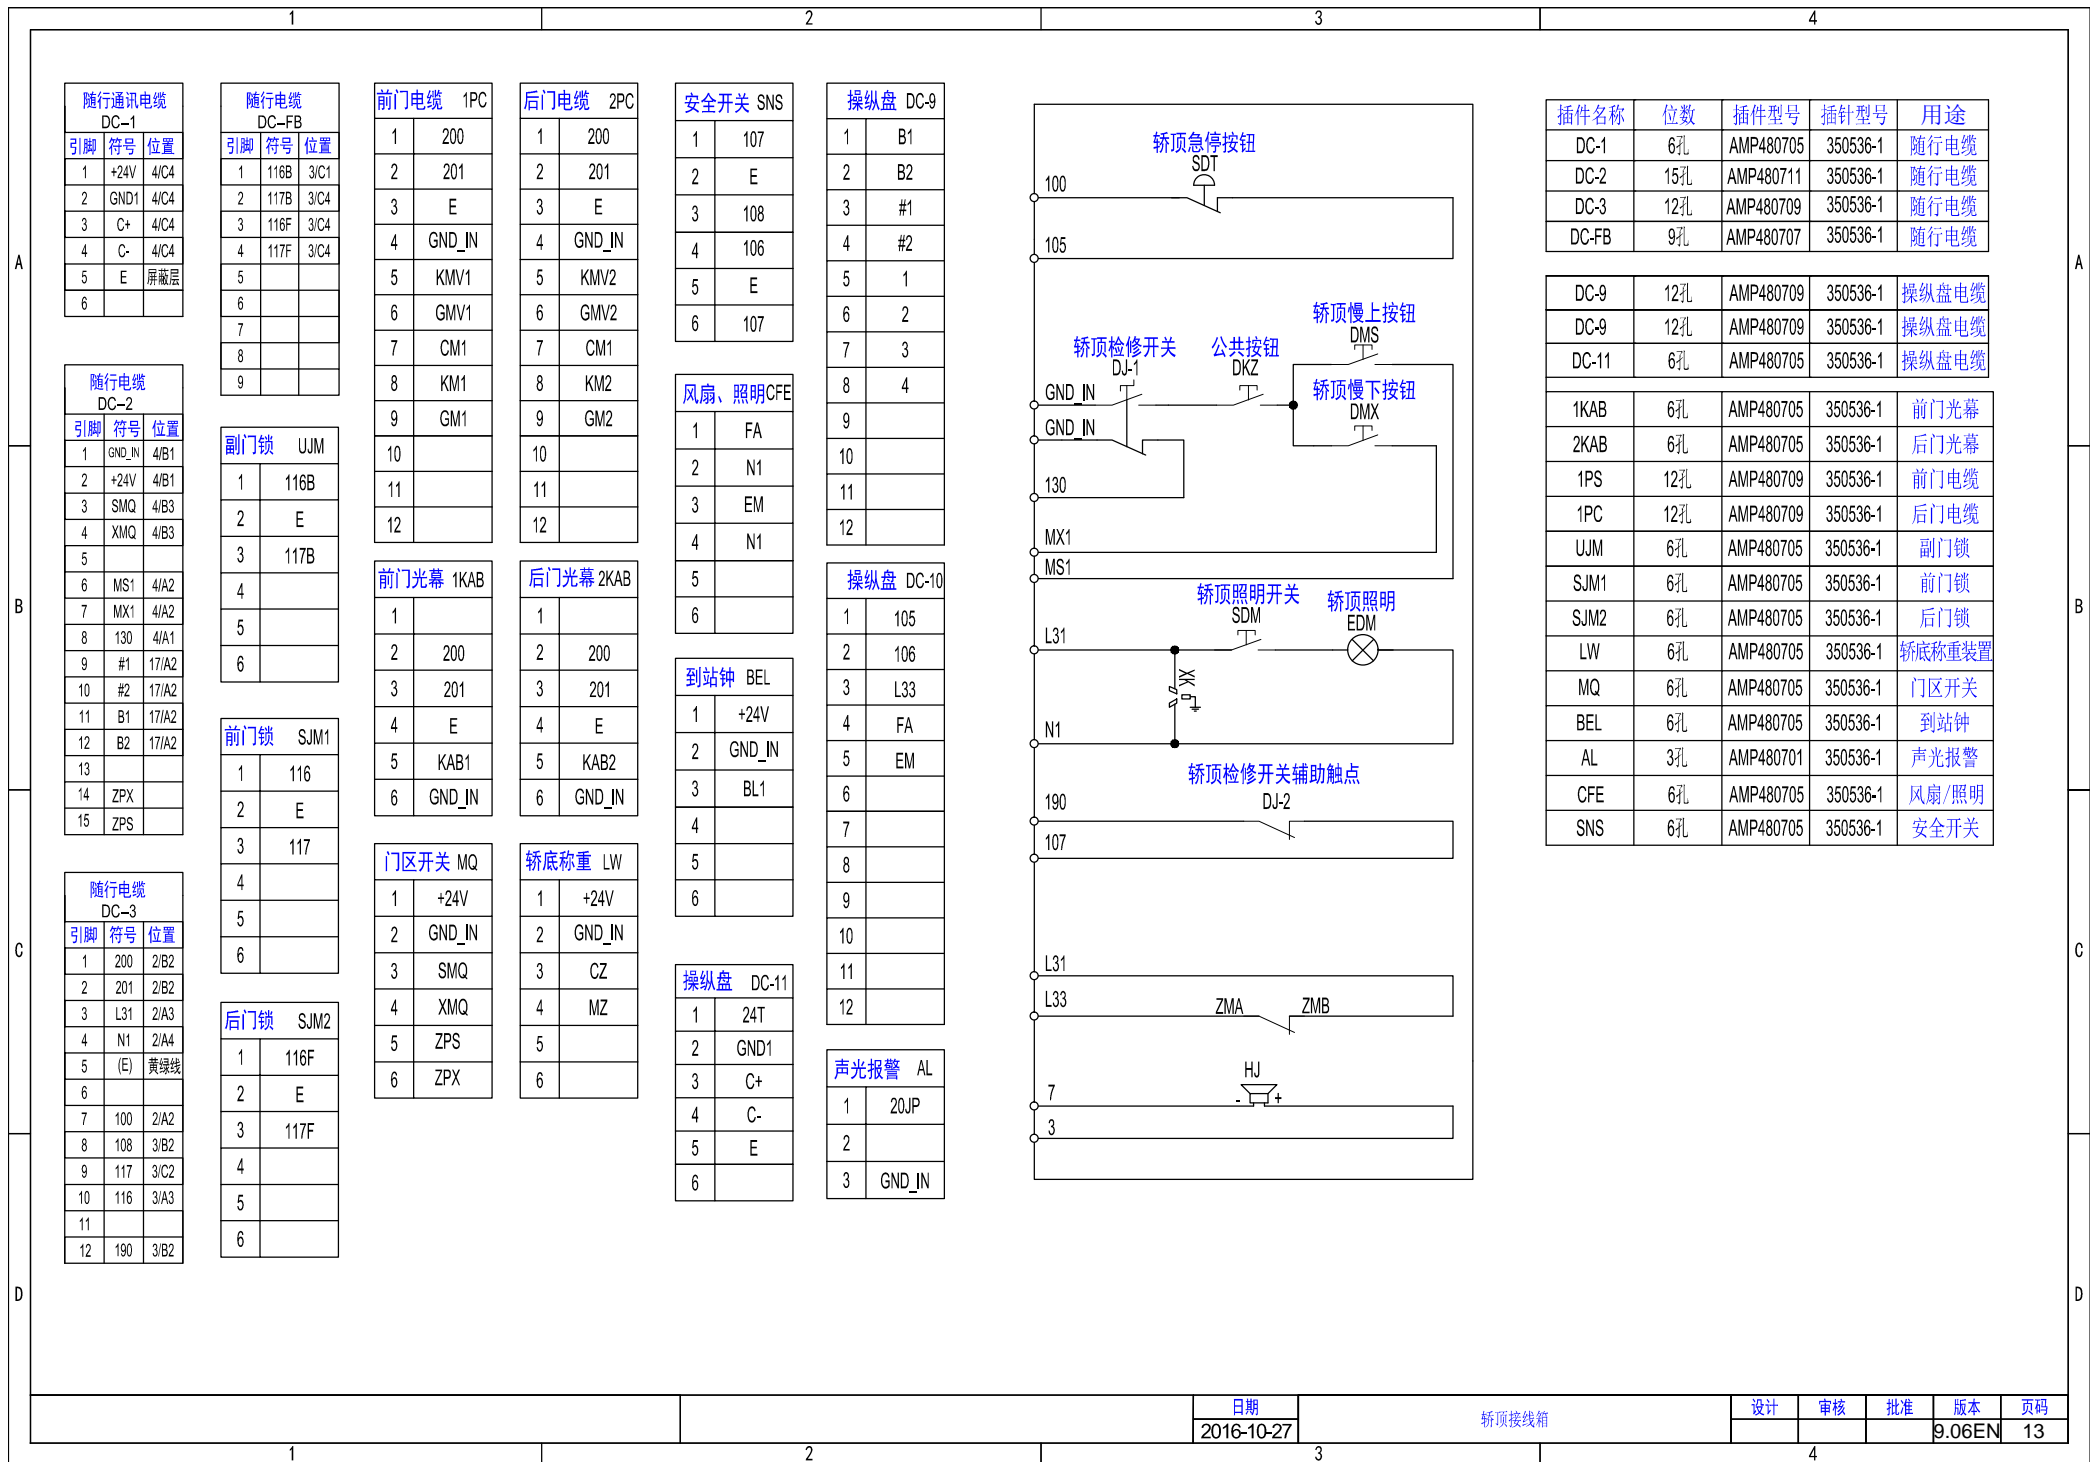 1 2 3 4
随行通讯电缆
DC-1
引脚 符号 位置
1 +24V 4/C4
2 GND1 4/C4
3 C+ 4/C4
4 C- 4/C4
5 E 屏蔽层
6
随行电缆
DC-2
引脚 符号 位置
1 GND_IN 4/B1
2 +24V 4/B1
3 SMQ 4/B3
4 XMQ 4/B3
5
6 MS1 4/A2
7 MX1 4/A2
8 130 4/A1
9 #1 17/A2
10 #2 17/A2
11 B1 17/A2
12 B2 17/A2
13
14 ZPX
15 ZPS
随行电缆
DC-3
引脚 符号 位置
1 200 2/B2
2 201 2/B2
3 L31 2/A3
4 N1 2/A4
5 (E) 黄绿线
6
7 100 2/A2
8 108 3/B2
9 117 3/C2
10 116 3/A3
11
12 190 3/B2
随行电缆
DC-FB
引脚 符号 位置
1 116B 3/C1
2 117B 3/C4
3 116F 3/C4
4 117F 3/C4
5
6
7
8
9
副门锁 UJM
1 116B
2 E
3 117B
4
5
6
前门锁 SJM1
1 116
2 E
3 117
4
5
6
后门锁 SJM2
1 116F
2 E
3 117F
4
5
6
前门电缆 1PC
1 200
2 201
3 E
4 GND_IN
5 KMV1
6 GMV1
7 CM1
8 KM1
9 GM1
10
11
12
前门光幕 1KAB
1
2 200
3 201
4 E
5 KAB1
6 GND_IN
门区开关 MQ
1 +24V
2 GND_IN
3 SMQ
4 XMQ
5 ZPS
6 ZPX
后门电缆 2PC
1 200
2 201
3 E
4 GND_IN
5 KMV2
6 GMV2
7 CM1
8 KM2
9 GM2
10
11
12
后门光幕 2KAB
1
2 200
3 201
4 E
5 KAB2
6 GND_IN
轿底称重 LW
1 +24V
2 GND_IN
3 CZ
4 MZ
5
6
安全开关 SNS
1 107
2 E
3 108
4 106
5 E
6 107
风扇、照明CFE
1 FA
2 N1
3 EM
4 N1
5
6
到站钟 BEL
1 +24V
2 GND_IN
3 BL1
4
5
6
操纵盘 DC-11
1 24T
2 GND1
3 C+
4 C-
5 E
6
操纵盘 DC-9
1 B1
2 B2
3 #1
4 #2
5 1
6 2
7 3
8 4
9
10
11
12
操纵盘 DC-10
1 105
2 106
3 L33
4 FA
5 EM
6
7
8
9
10
11
12
声光报警 AL
1 20JP
2
3 GND_IN
轿顶急停按钮
SDT
100
105
轿顶慢上按钮
DMS
轿顶检修开关 公共按钮
DJ-1 DKZ
轿顶慢下按钮
DMX
GND_IN
GND_IN
130
MX1
MS1
轿顶照明开关 轿顶照明
SDM EDM
L31
XK
N1
轿顶检修开关辅助触点
190 DJ-2
107
L31
L33 ZMA ZMB
HJ
7 - +
3
插件名称 位数 插件型号 插针型号 用途
DC-1 6孔 AMP480705 350536-1 随行电缆
DC-2 15孔 AMP480711 350536-1 随行电缆
DC-3 12孔 AMP480709 350536-1 随行电缆
DC-FB 9孔 AMP480707 350536-1 随行电缆
DC-9 12孔 AMP480709 350536-1 操纵盘电缆
DC-9 12孔 AMP480709 350536-1 操纵盘电缆
DC-11 6孔 AMP480705 350536-1 操纵盘电缆
1KAB 6孔 AMP480705 350536-1 前门光幕
2KAB 6孔 AMP480705 350536-1 后门光幕
1PS 12孔 AMP480709 350536-1 前门电缆
1PC 12孔 AMP480709 350536-1 后门电缆
UJM 6孔 AMP480705 350536-1 副门锁
SJM1 6孔 AMP480705 350536-1 前门锁
SJM2 6孔 AMP480705 350536-1 后门锁
LW 6孔 AMP480705 350536-1 轿底称重装置
MQ 6孔 AMP480705 350536-1 门区开关
BEL 6孔 AMP480705 350536-1 到站钟
AL 3孔 AMP480701 350536-1 声光报警
CFE 6孔 AMP480705 350536-1 风扇/照明
SNS 6孔 AMP480705 350536-1 安全开关
A A
B B
C C
D D
日期 轿顶接线箱 设计 审核 批准 版本 页码
2016-10-27 9.06EN 13
1 2 3 4